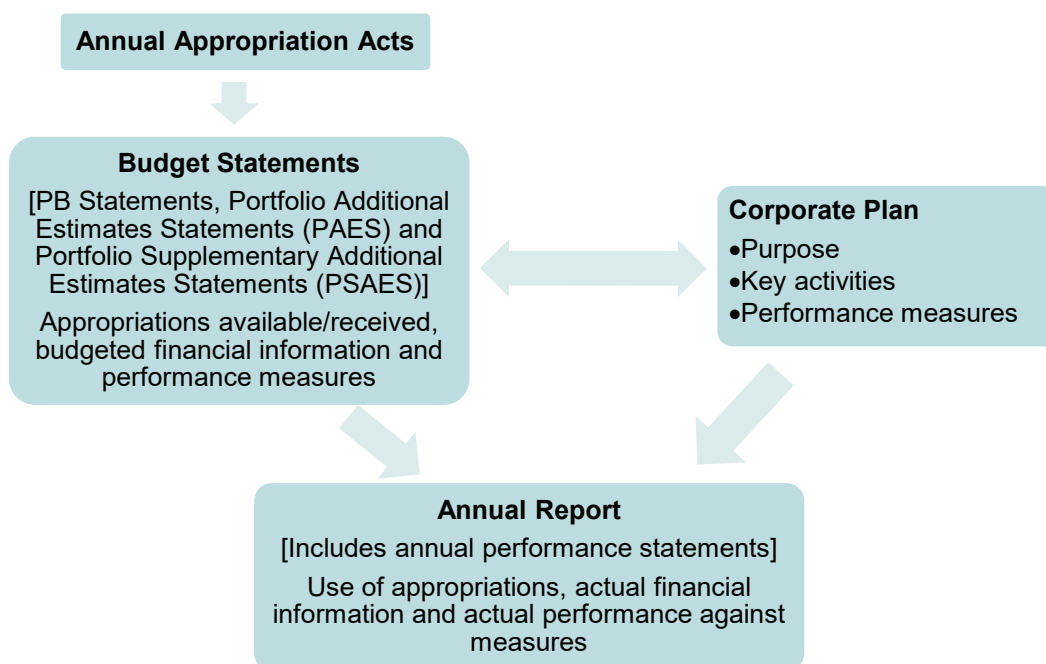 Annual Appropriation Acts
Budget Statements
[PB Statements, Portfolio Additional
Estimates Statements (PAES) and
Portfolio Supplementary Additional
Estimates Statements (PSAES)]
Appropriations available/received,
budgeted financial information and
performance measures
Corporate Plan
•Purpose
•Key activities
•Performance measures
Annual Report
[Includes annual performance statements]
Use of appropriations, actual financial
information and actual performance against
measures